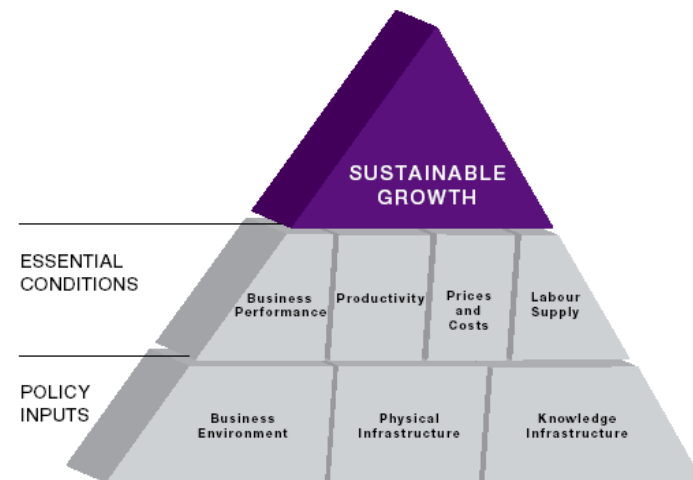 SUSTAINABLE
GROWTH
ESSENTIAL
CONDITIONS
Business
Performance
Productivity
Prices
and
Costs
Labour
Supply
POLICY
INPUTS
Business
Environment
Physical
Infrastructure
Knowledge
Infrastructure